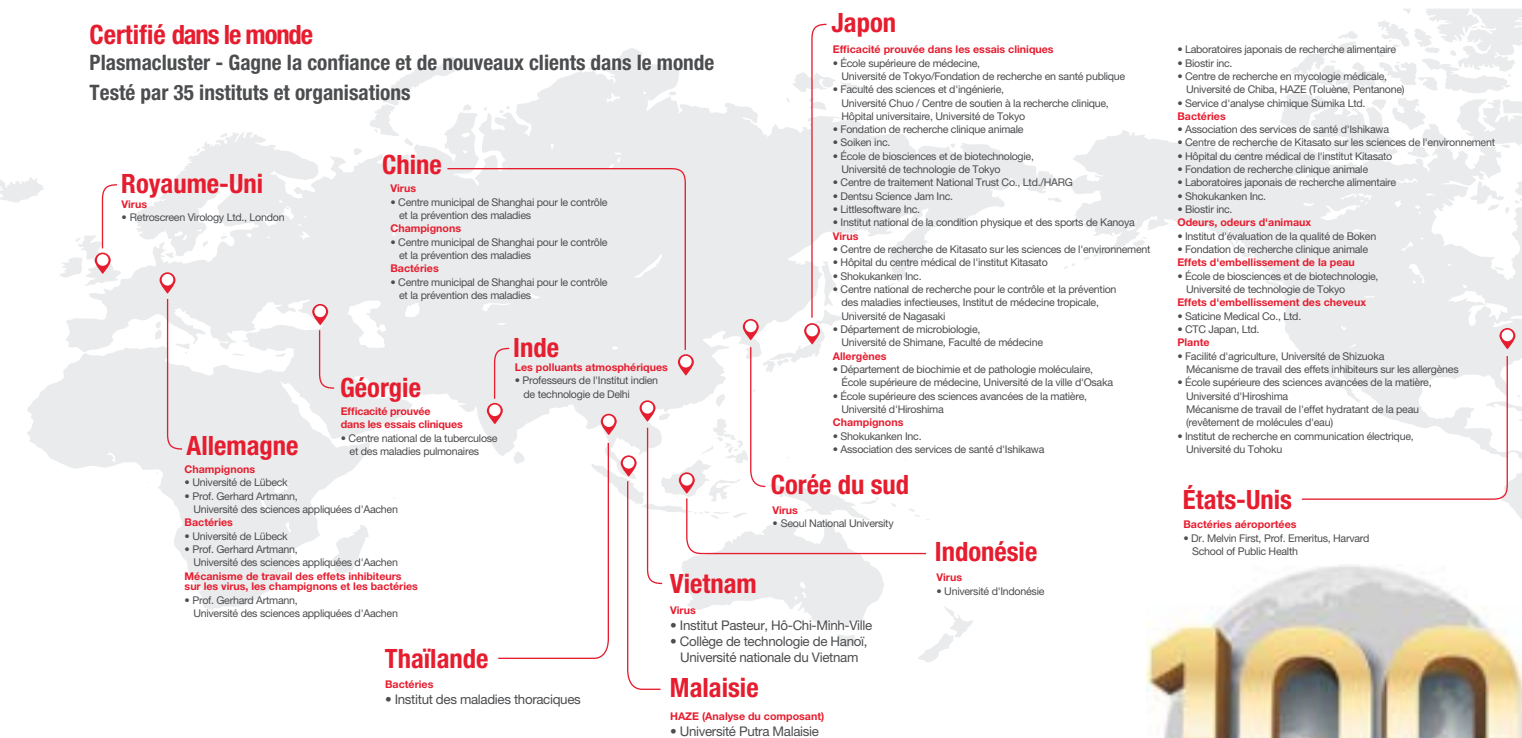 Certifié dans le monde
Plasmacluster - Gagne la confiance et de nouveaux clients dans le monde
Testé par 35 instituts et organisations
Royaume-Uni
Virus
• Retroscreen Virology Ltd., London
Allemagne
Champignons
• Université de Lübeck
• Prof. Gerhard Artmann,
Université des sciences appliquées d'Aachen
Bactéries
• Université de Lübeck
• Prof. Gerhard Artmann,
Université des sciences appliquées d'Aachen
Mécanisme de travail des effets inhibiteurs
sur les virus, les champignons et les bactéries
• Prof. Gerhard Artmann,
Université des sciences appliquées d'Aachen
Géorgie
Efficacité prouvée
dans les essais cliniques
• Centre national de la tuberculose
et des maladies pulmonaires
Chine
Virus
• Centre municipal de Shanghai pour le contrôle
et la prévention des maladies
Champignons
• Centre municipal de Shanghai pour le contrôle
et la prévention des maladies
Bactéries
• Centre municipal de Shanghai pour le contrôle
et la prévention des maladies
Inde
Les polluants atmosphériques
• Professeurs de l'Institut indien
de technologie de Delhi
Thaïlande
Bactéries
• Institut des maladies thoraciques
Vietnam
Virus
• Institut Pasteur, Hô-Chi-Minh-Ville
• Collège de technologie de Hanoï,
Université nationale du Vietnam
Malaisie
HAZE (Analyse du composant)
• Université Putra Malaisie
Japon
Efficacité prouvée dans les essais cliniques
• École supérieure de médecine,
Université de Tokyo/Fondation de recherche en santé publique
• Faculté des sciences et d'ingénierie,
Université Chuo / Centre de soutien à la recherche clinique,
Hôpital universitaire, Université de Tokyo
• Fondation de recherche clinique animale
• Soiken inc.
• École de biosciences et de biotechnologie,
Université de technologie de Tokyo
• Centre de traitement National Trust Co., Ltd./HARG
• Dentsu Science Jam Inc.
• Littlesoftware Inc.
• Institut national de la condition physique et des sports de Kanoya
Virus
• Centre de recherche de Kitasato sur les sciences de l'environnement
• Hôpital du centre médical de l'institut Kitasato
• Shokukanken Inc.
• Centre national de recherche pour le contrôle et la prévention
des maladies infectieuses, Institut de médecine tropicale,
Université de Nagasaki
• Département de microbiologie,
Université de Shimane, Faculté de médecine
Allergènes
• Département de biochimie et de pathologie moléculaire,
École supérieure de médecine, Université de la ville d'Osaka
• École supérieure des sciences avancées de la matière,
Université d'Hiroshima
Champignons
• Shokukanken Inc.
• Association des services de santé d'Ishikawa
• Laboratoires japonais de recherche alimentaire
• Biostir inc.
• Centre de recherche en mycologie médicale,
Université de Chiba, HAZE (Toluène, Pentanone)
• Service d'analyse chimique Sumika Ltd.
Bactéries
• Association des services de santé d'Ishikawa
• Centre de recherche de Kitasato sur les sciences de l'environnement
• Hôpital du centre médical de l'institut Kitasato
• Fondation de recherche clinique animale
• Laboratoires japonais de recherche alimentaire
• Shokukanken Inc.
• Biostir inc.
Odeurs, odeurs d'animaux
• Institut d'évaluation de la qualité de Boken
• Fondation de recherche clinique animale
Effets d'embellissement de la peau
• École de biosciences et de biotechnologie,
Université de technologie de Tokyo
Effets d'embellissement des cheveux
• Saticine Medical Co., Ltd.
• CTC Japan, Ltd.
Plante
• Facilité d'agriculture, Université de Shizuoka
Mécanisme de travail des effets inhibiteurs sur les allergènes
• École supérieure des sciences avancées de la matière,
Université d'Hiroshima
Mécanisme de travail de l'effet hydratant de la peau
(revêtement de molécules d'eau)
• Institut de recherche en communication électrique,
Université du Tohoku
Corée du sud
Virus
• Seoul National University
Indonésie
Virus
• Université d'Indonésie
États-Unis
Bactéries aéroportées
• Dr. Melvin First, Prof. Emeritus, Harvard
School of Public Health
100